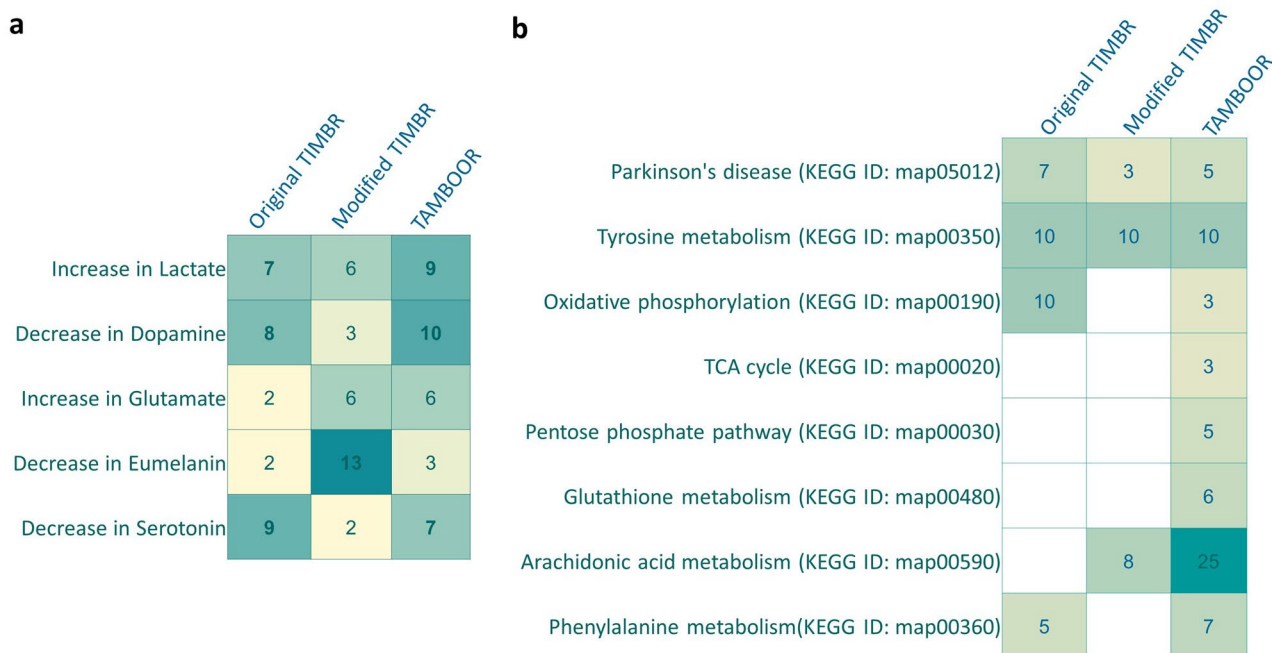 a
Original TIMBR
Modified TIMBR
TAMBOOR
Increase in Lactate 7 6 9
Decrease in Dopamine 8 3 10
Increase in Glutamate 2 6 6
Decrease in Eumelanin 2 13 3
Decrease in Serotonin 9 2 7
b
Original TIMBR
Modified TIMBR
TAMBOOR
Parkinson's disease (KEGG ID: map05012) 7 3 5
Tyrosine metabolism (KEGG ID: map00350) 10 10 10
Oxidative phosphorylation (KEGG ID: map00190) 10 3
TCA cycle (KEGG ID: map00020) 3
Pentose phosphate pathway (KEGG ID: map00030) 5
Glutathione metabolism (KEGG ID: map00480) 6
Arachidonic acid metabolism (KEGG ID: map00590) 8 25
Phenylalanine metabolism(KEGG ID: map00360) 5 7